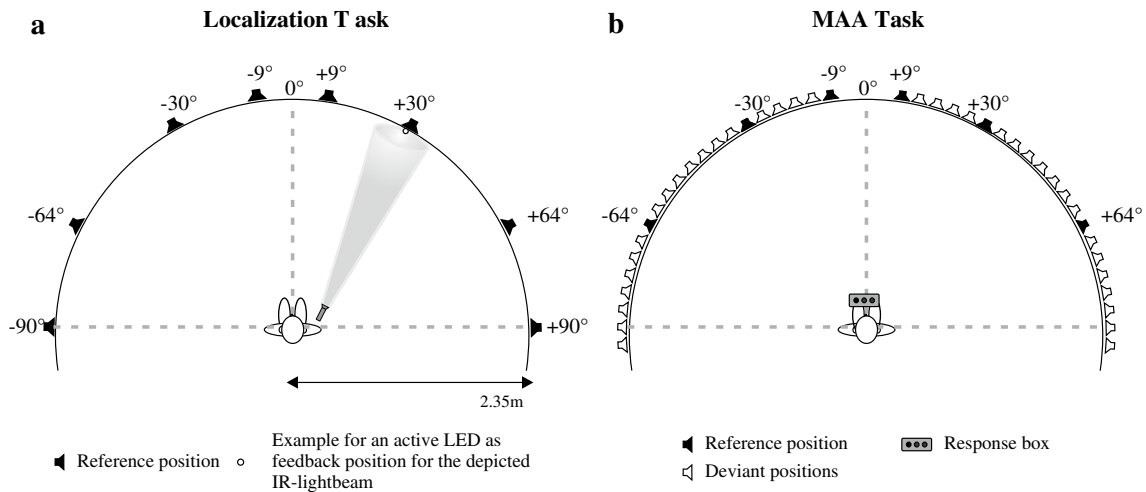 a
Localization T ask
-9°
0°
+9°
-30°
+30°
-64°
+64°
-90°
+90°
2.35m
Reference position
Example for an active LED as
feedback position for the depicted
IR-lightbeam
b
MAA Task
-9°
0°
+9°
-30°
+30°
-64°
+64°
Reference position
Response box
Deviant positions